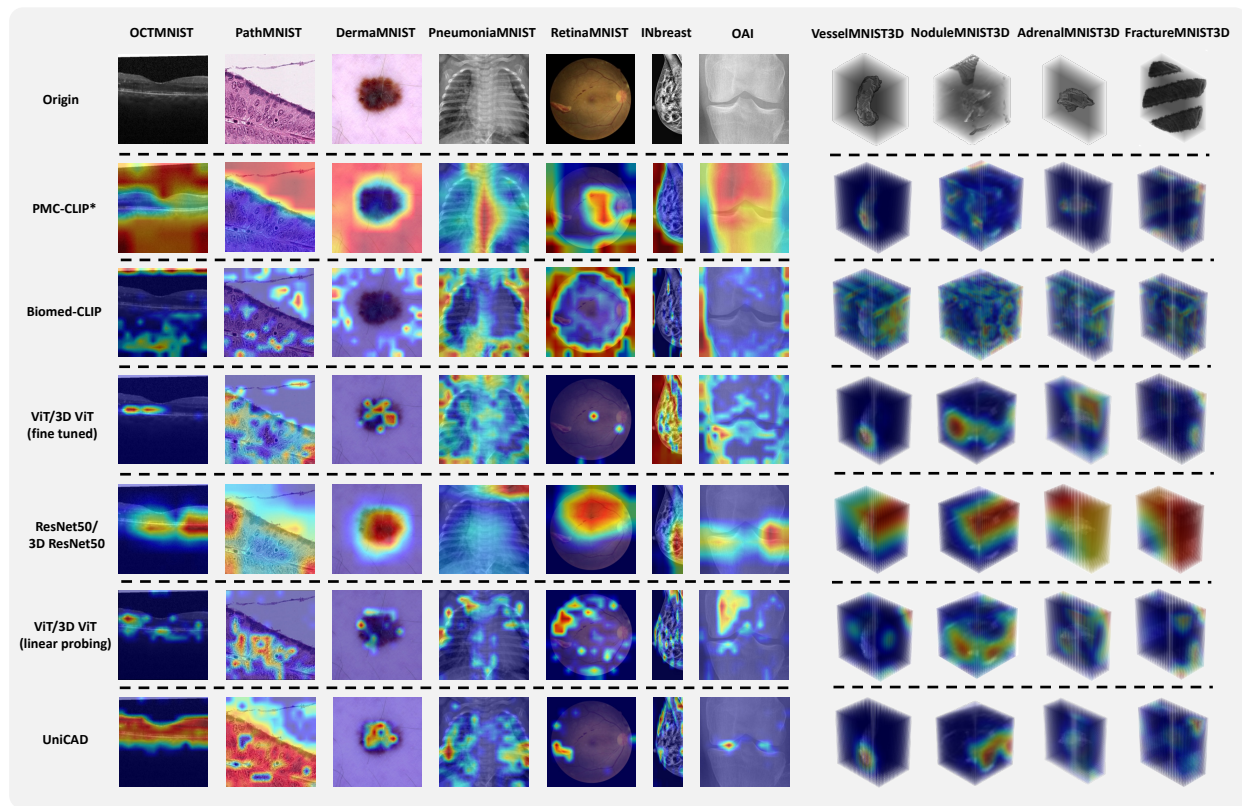 OCTMNIST PathMNIST DermaMNIST PneumoniaMNIST RetinaMNIST INbreast OAI VesselMNIST3D NoduleMNIST3D AdrenalMNIST3D FractureMNIST3D
Origin
PMC-CLIP*
Biomed-CLIP
ViT/3D ViT
(fine tuned)
ResNet50/
3D ResNet50
ViT/3D ViT
(linear probing)
UniCAD